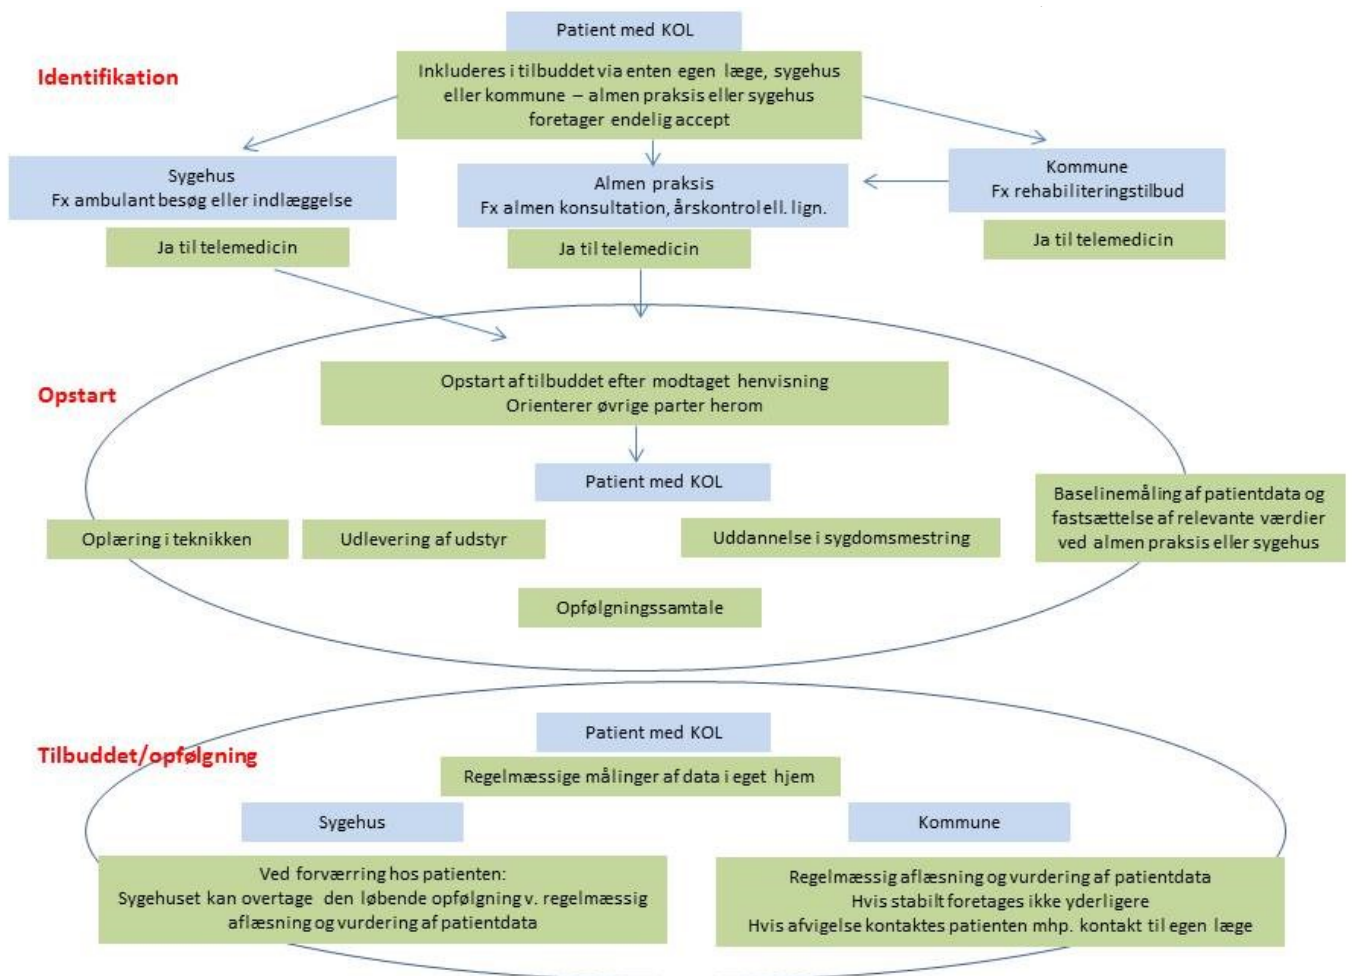 Patient med KOL
Identifikation
Inkluderes i tilbuddet via enten egen læge, sygehus
eller kommune – almen praksis eller sygehus
foretager endelig accept
Sygehus
Fx ambulant besøg eller indlæggelse
Almen praksis
Fx almen konsultation, årskontrol ell. lign.
Kommune
Fx rehabiliteringstilbud
Ja til telemedicin
Ja til telemedicin
Ja til telemedicin
Opstart
Opstart af tilbuddet efter modtaget henvisning
Orienterer øvrige parter herom
Patient med KOL
Oplæring i teknikken
Udlevering af udstyr
Uddannelse i sygdomsmestring
Baselinemåling af patientdata og
fastsættelse af relevante værdier
ved almen praksis eller sygehus
Opfølgningssamtale
Tilbuddet/opfølgning
Patient med KOL
Regelmæssige målinger af data i eget hjem
Sygehus
Ved forværring hos patienten:
Sygehuset kan overtage den løbende opfølgning v. regelmæssig
aflæsning og vurdering af patientdata
Kommune
Regelmæssig aflæsning og vurdering af patientdata
Hvis stabilt foretages ikke yderligere
Hvis afvigelse kontaktes patienten mhp. kontakt til egen læge